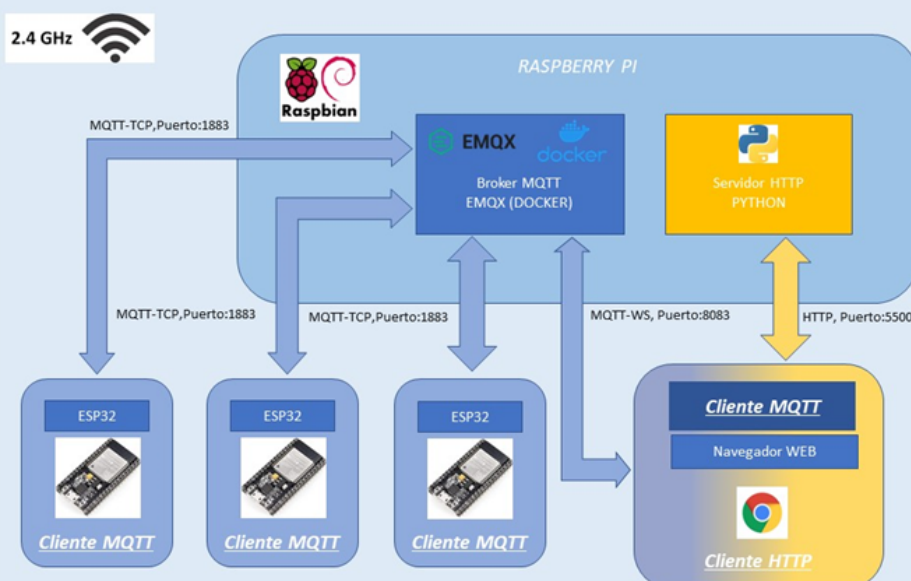 2.4 GHz
RASPBERRY PI
Raspbian
MQTT-TCP,Puerto:1883
EMQX
docker
Broker MQTT
EMQX (DOCKER)
Servidor HTTP
PYTHON
MQTT-TCP,Puerto:1883
MQTT-TCP,Puerto:1883
MQTT-WS, Puerto:8083
HTTP, Puerto:5500
ESP32
ESP32
ESP32
Cliente MQTT
Navegador WEB
Cliente MQTT
Cliente MQTT
Cliente MQTT
Cliente HTTP